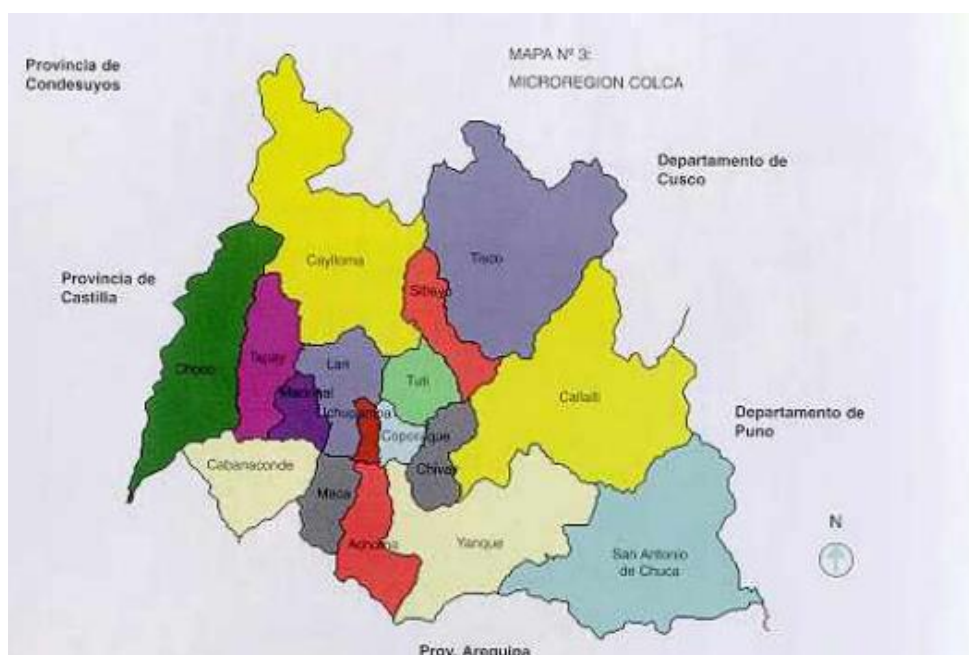 MAPA Nº 3:
MICROREGION COLCA
Provincia de
Condesuyos
Departamento de
Cusco
Caylloma
Tisco
Provincia de
Castilla
Sibayo
Choco
Tapay
Lari
Tuti
Madrigal
Callalli
Ichupampa
Coporaque
Departamento de
Puno
Cabanaconde
Chivay
Maca
Achoma
Yanque
San Antonio
de Chuca
N
Prov. Arequipa